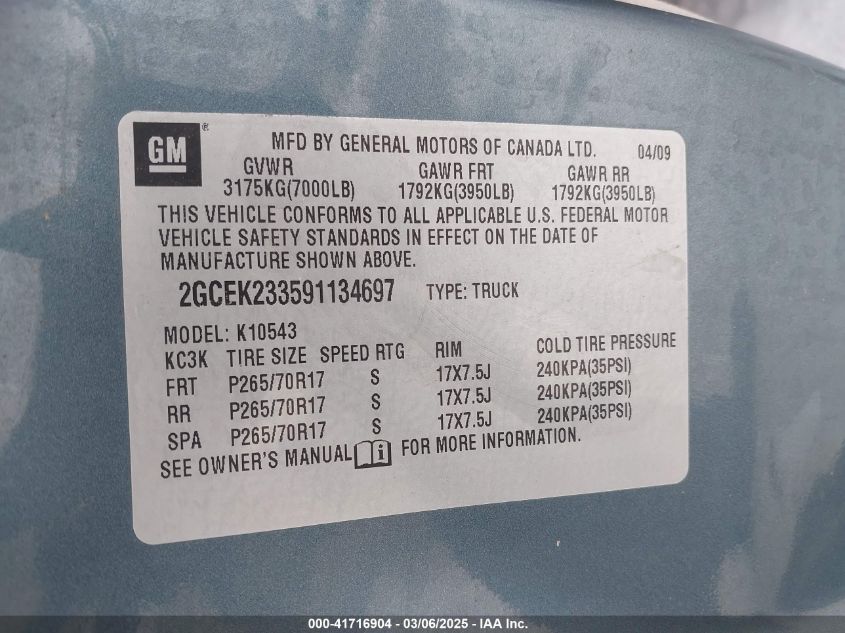 GM ®
MFD BY GENERAL MOTORS OF CANADA LTD. 04/09
GVWR GAWR FRT GAWR RR
3175KG(7000LB) 1792KG(3950LB) 1792KG(3950LB)
THIS VEHICLE CONFORMS TO ALL APPLICABLE U.S. FEDERAL MOTOR
VEHICLE SAFETY STANDARDS IN EFFECT ON THE DATE OF
MANUFACTURE SHOWN ABOVE.
2GCEK233591134697 TYPE: TRUCK
MODEL: K10543
KC3K TIRE SIZE SPEED RTG RIM COLD TIRE PRESSURE
FRT P265/70R17 S 17X7.5J 240KPA(35PSI)
RR P265/70R17 S 17X7.5J 240KPA(35PSI)
SPA P265/70R17 S 17X7.5J 240KPA(35PSI)
SEE OWNER'S MANUAL i FOR MORE INFORMATION.
000-41716904 - 03/06/2025 - IAA Inc.